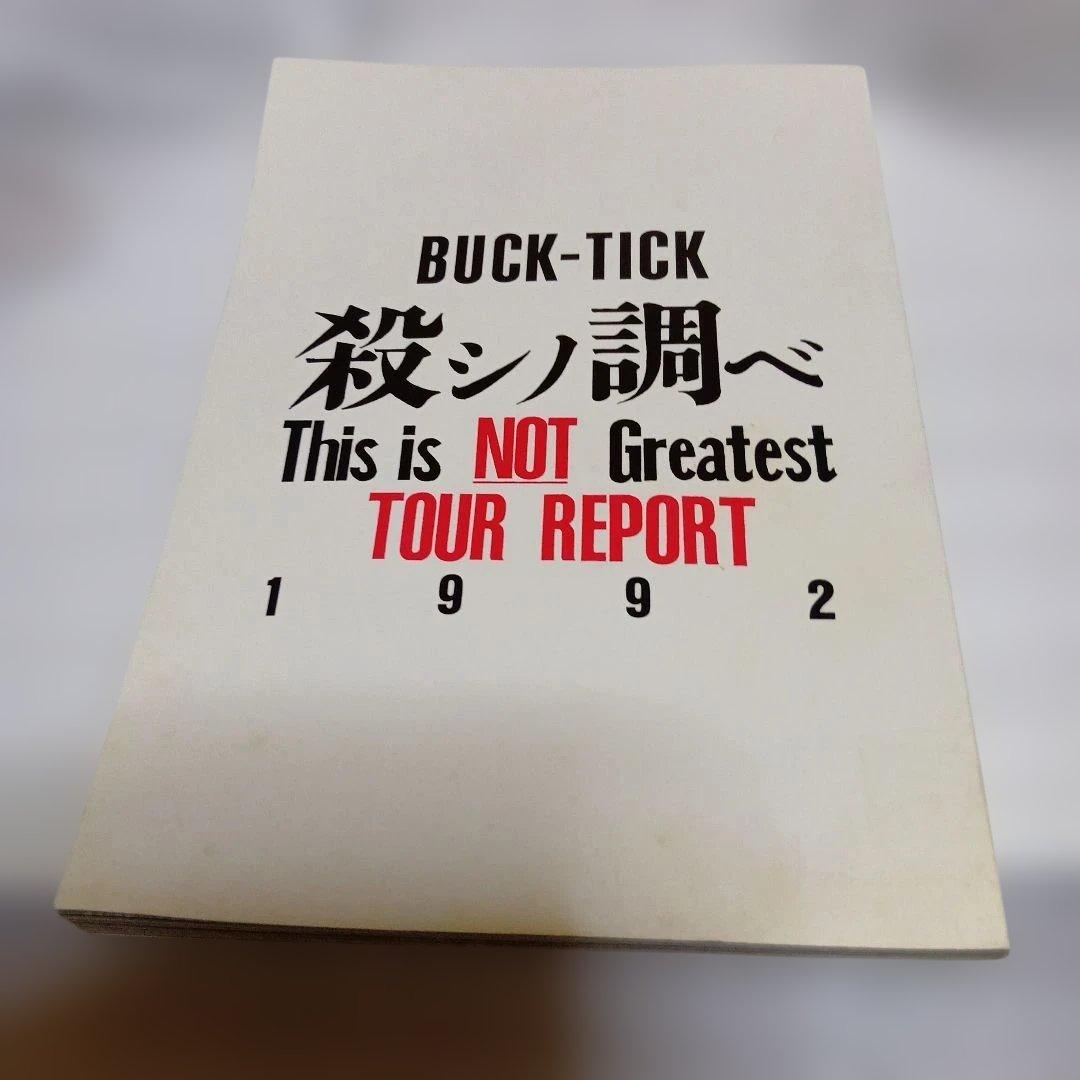 BUCK-TICK
殺シノ調べ
This is NOT Greatest
TOUR REPORT
1 9 9 2